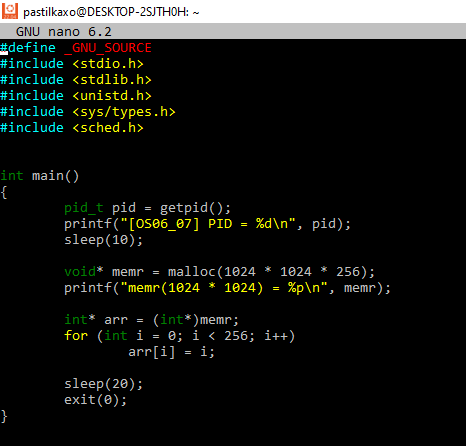 pastilkaxo@DESKTOP-2SJTH0H: ~
GNU nano 6.2
#define _GNU_SOURCE
#include <stdio.h>
#include <stdlib.h>
#include <unistd.h>
#include <sys/types.h>
#include <sched.h>
int main()
{
        pid_t pid = getpid();
        printf("[OS06_07] PID = %d\n", pid);
        sleep(10);
        void* memr = malloc(1024 * 1024 * 256);
        printf("memr(1024 * 1024) = %p\n", memr);
        int* arr = (int*)memr;
        for (int i = 0; i < 256; i++)
                arr[i] = i;
        sleep(20);
        exit(0);
}